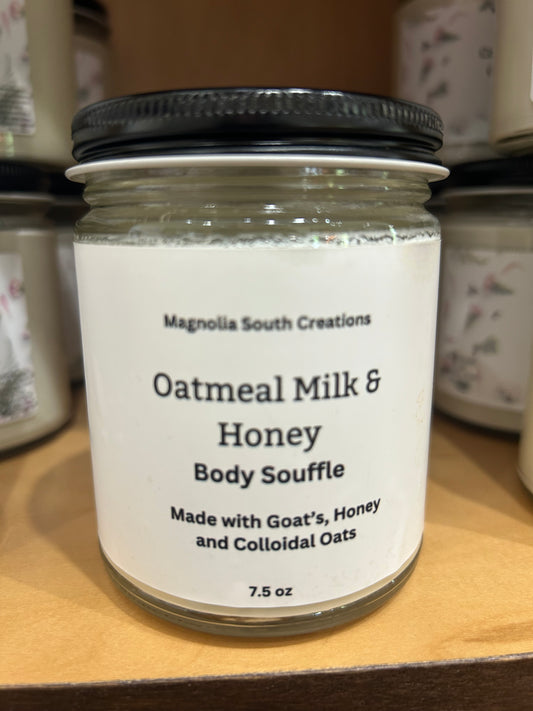 Magnolia South Creations
Oatmeal Milk &
Honey
Body Souffle
Made with Goat's, Honey
and Colloidal Oats
7.5 oz